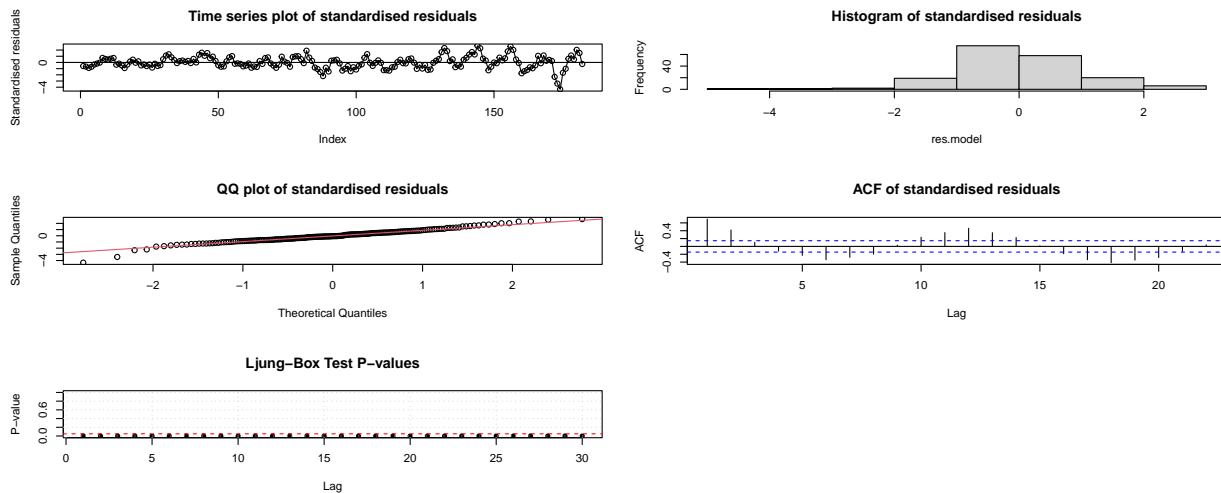 Time series plot of standardised residuals
Standardised residuals
0
−4
0
50
100
150
Index
Histogram of standardised residuals
Frequency
40
0
−4
−2
0
2
res.model
QQ plot of standardised residuals
Sample Quantiles
0
−4
−2
−1
0
1
2
Theoretical Quantiles
ACF of standardised residuals
ACF
0.4
−0.4
5
10
15
20
Lag
Ljung−Box Test P−values
P−value
0.6
0.0
0
5
10
15
20
25
30
Lag